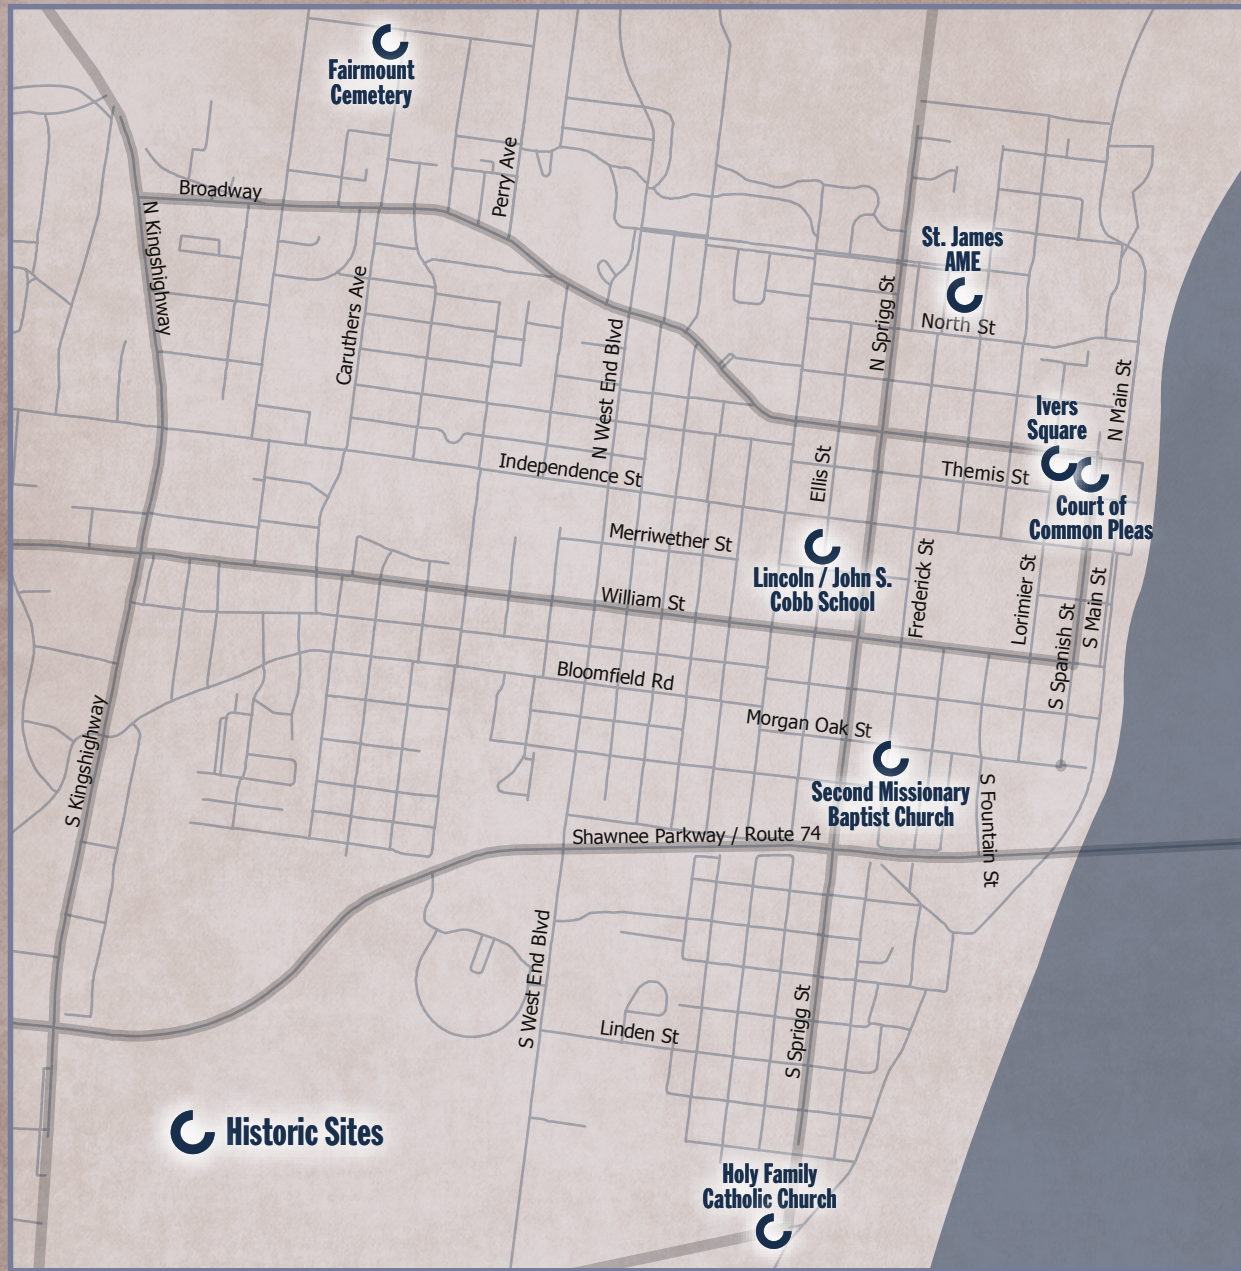 Fairmount
Cemetery
Broadway
Perry Ave
N Kingshighway
St. James
AME
North St
N Sprigg St
Caruthers Ave
N West End Blvd
N Main St
Ivers
Square
Independence St
Ellis St
Themis St
Court of
Common Pleas
Merriwether St
Lincoln / John S.
Cobb School
Frederick St
Lorimier St
S Main St
William St
S Spanish St
Bloomfield Rd
Morgan Oak St
S Kingshighway
Second Missionary
Baptist Church
S Fountain St
Shawnee Parkway / Route 74
S West End Blvd
Linden St
S Sprigg St
Historic Sites
Holy Family
Catholic Church